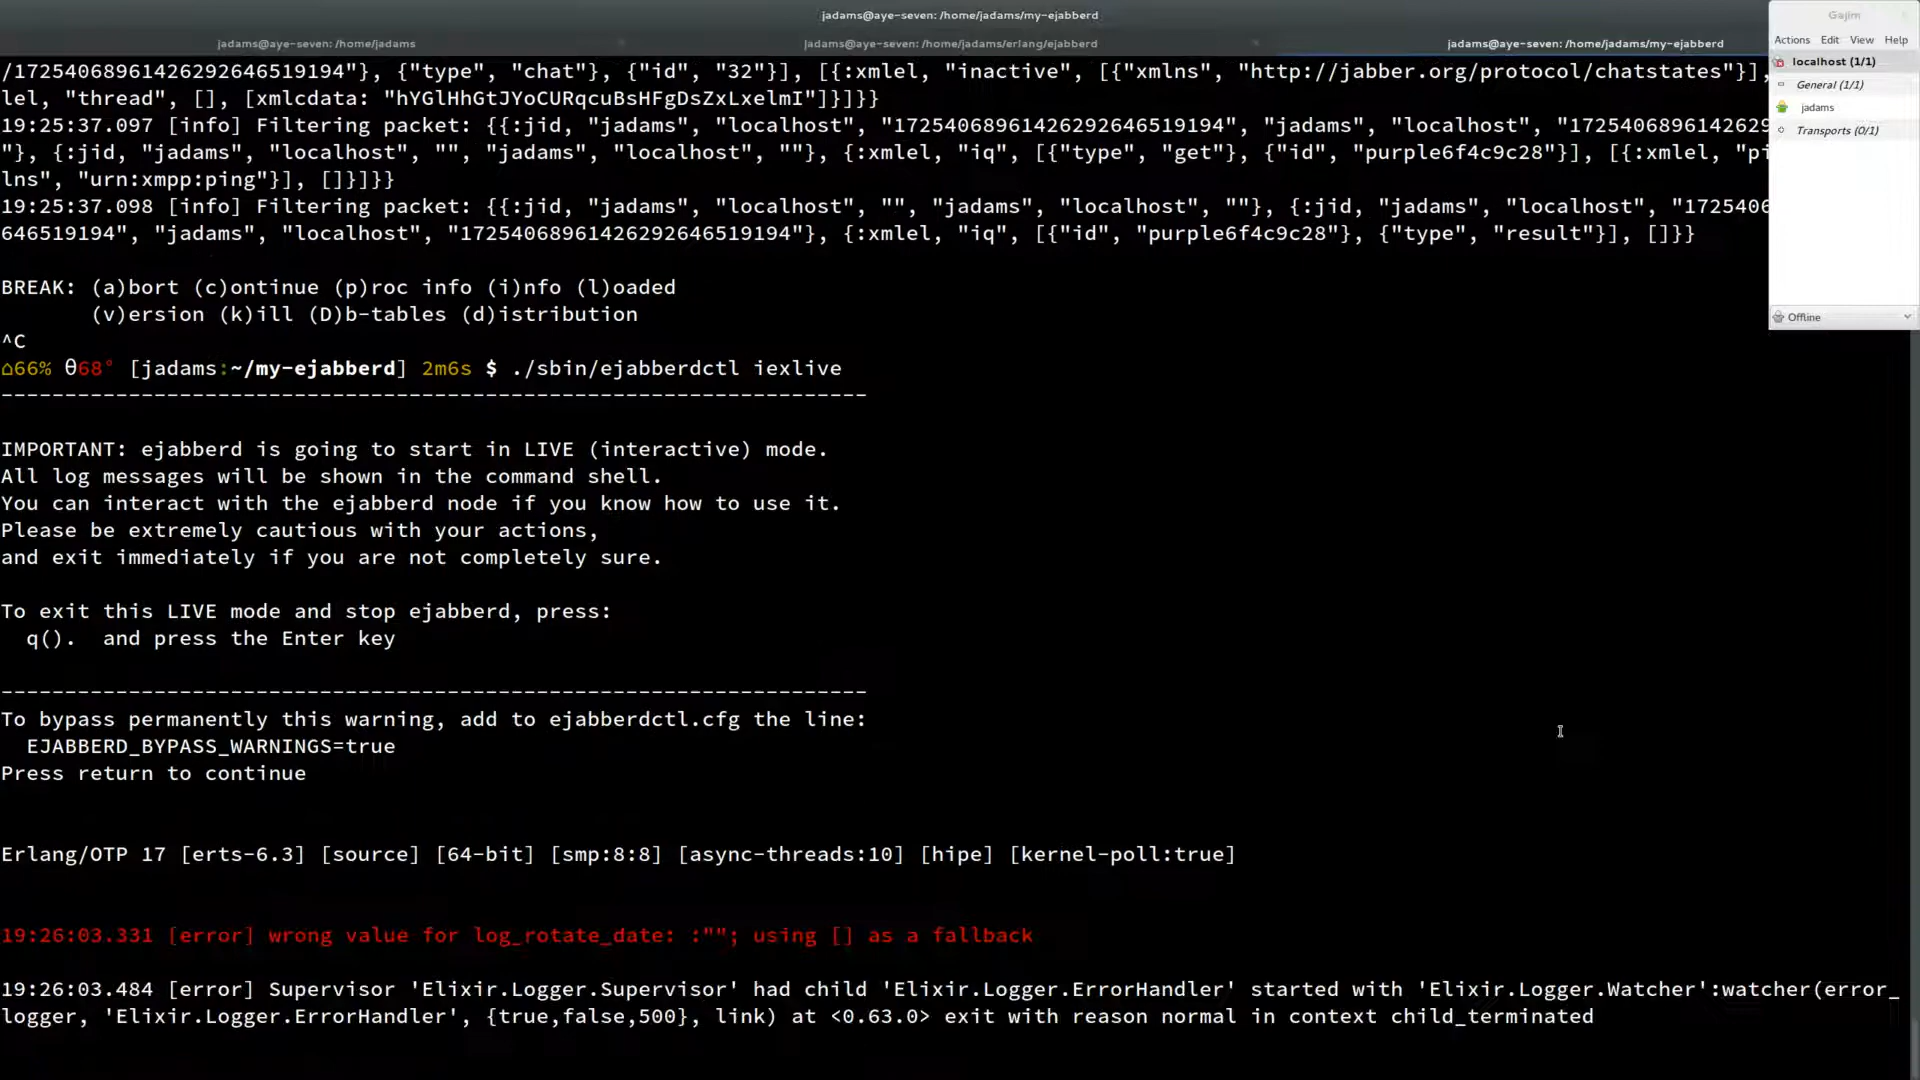 jadams@aye-seven: /home/jadams/my-ejabberd
jadams@aye-seven: /home/jadams
jadams@aye-seven: /home/jadams/erlang/ejabberd
jadams@aye-seven: /home/jadams/my-ejabberd
/17254068961426292646519194"}, {"type", "chat"}, {"id", "32"}], [{:xmlel, "inactive", [{"xmlns", "http://jabber.org/protocol/chatstates"}],
lel, "thread", [], [xmlcdata: "hYGlHhGtJYoCURqcuBsHFgDsZxLxelmI"]}]}}
19:25:37.097 [info] Filtering packet: {{:jid, "jadams", "localhost", "17254068961426292646519194", "jadams", "localhost", "1725406896142629
"}, {:jid, "jadams", "localhost", "", "jadams", "localhost", ""}, {:xmlel, "iq", [{"type", "get"}, {"id", "purple6f4c9c28"}], [{:xmlel, "pi
lns", "urn:xmpp:ping"}], []}]}}
19:25:37.098 [info] Filtering packet: {{:jid, "jadams", "localhost", "", "jadams", "localhost", ""}, {:jid, "jadams", "localhost", "1725406
646519194", "jadams", "localhost", "17254068961426292646519194"}, {:xmlel, "iq", [{"id", "purple6f4c9c28"}, {"type", "result"}], []}}
BREAK: (a)bort (c)ontinue (p)roc info (i)nfo (l)oaded
(v)ersion (k)ill (D)b-tables (d)istribution
^C
⌂66% θ68° [jadams:~/my-ejabberd] 2m6s $ ./sbin/ejabberdctl iexlive
--------------------------------------------------------------------
IMPORTANT: ejabberd is going to start in LIVE (interactive) mode.
All log messages will be shown in the command shell.
You can interact with the ejabberd node if you know how to use it.
Please be extremely cautious with your actions,
and exit immediately if you are not completely sure.
To exit this LIVE mode and stop ejabberd, press:
q(). and press the Enter key
--------------------------------------------------------------------
To bypass permanently this warning, add to ejabberdctl.cfg the line:
EJABBERD_BYPASS_WARNINGS=true
Press return to continue
Erlang/OTP 17 [erts-6.3] [source] [64-bit] [smp:8:8] [async-threads:10] [hipe] [kernel-poll:true]
19:26:03.331 [error] wrong value for log_rotate_date: :""; using [] as a fallback
19:26:03.484 [error] Supervisor 'Elixir.Logger.Supervisor' had child 'Elixir.Logger.ErrorHandler' started with 'Elixir.Logger.Watcher':watcher(error_
logger, 'Elixir.Logger.ErrorHandler', {true,false,500}, link) at <0.63.0> exit with reason normal in context child_terminated
Gajim
Actions Edit View Help
localhost (1/1)
General (1/1)
jadams
Transports (0/1)
Offline